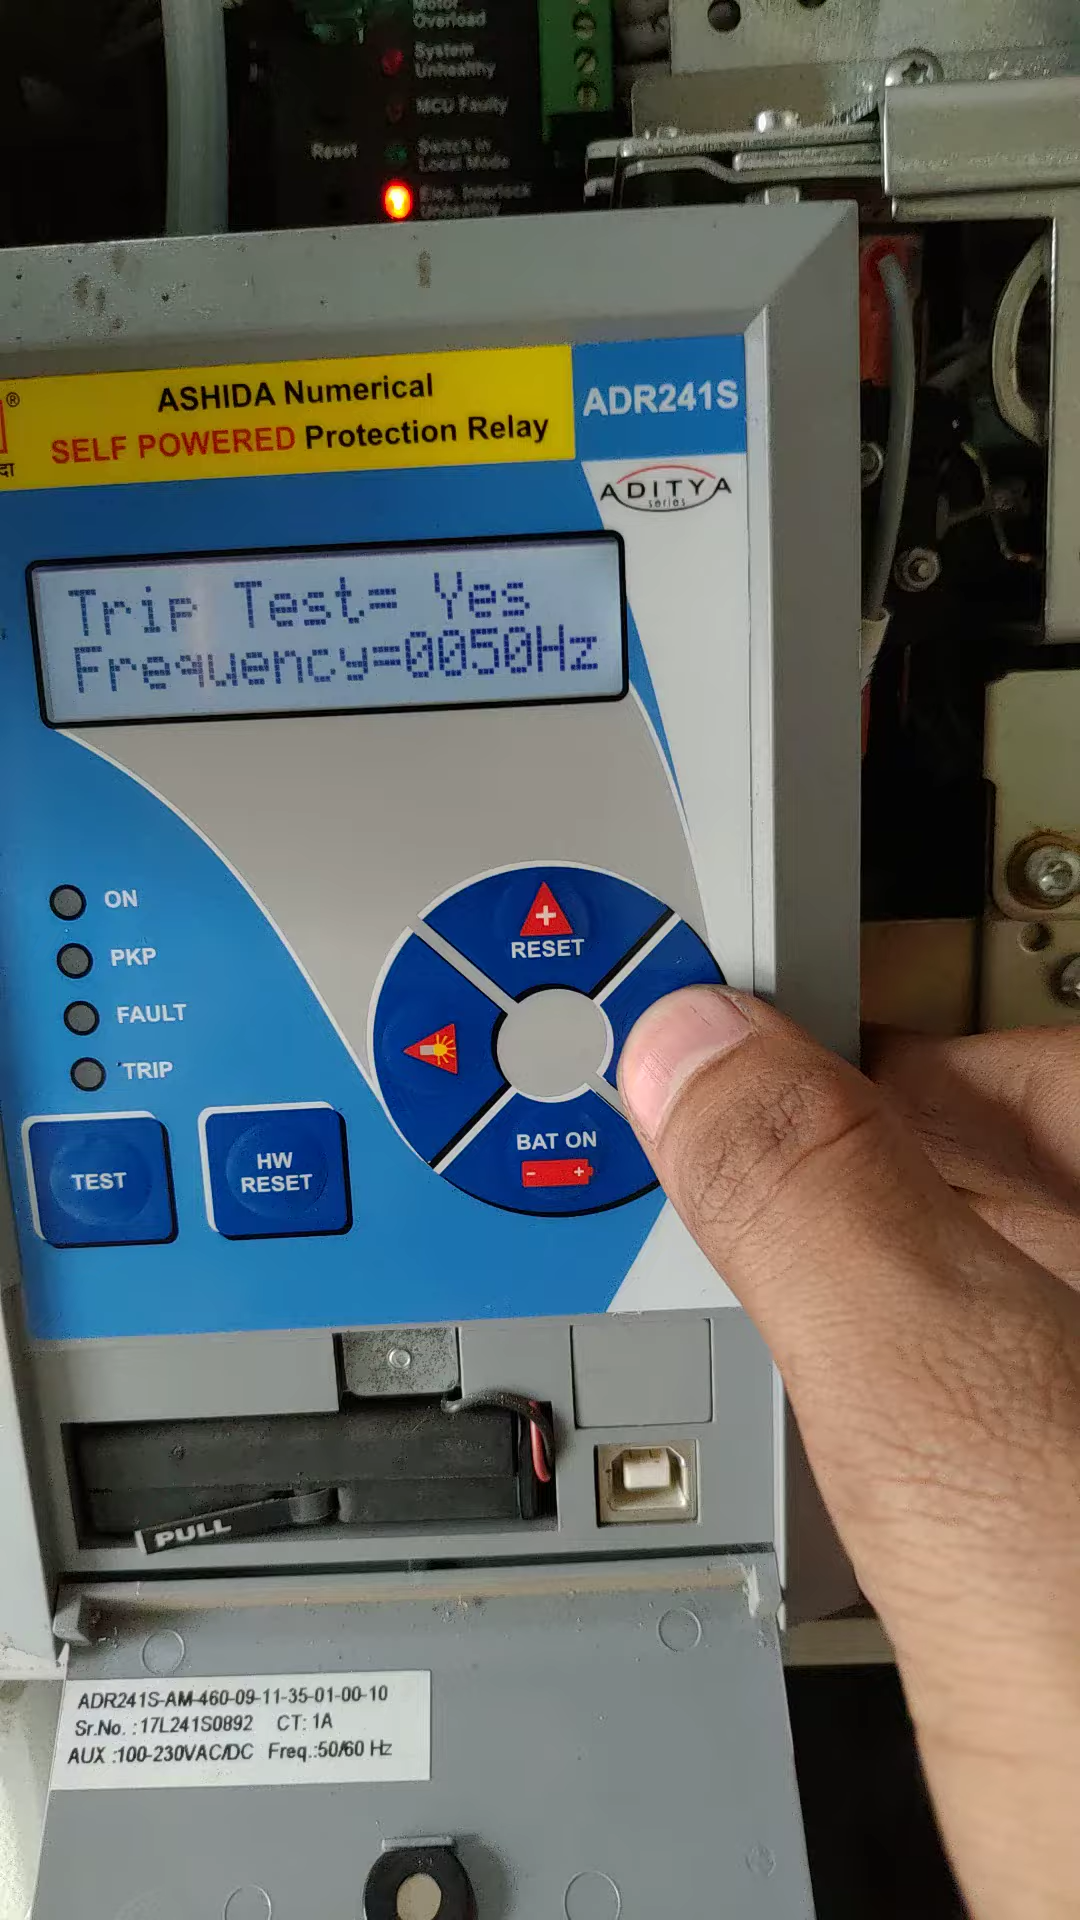 Motor
Overload
System
Unhealthy
MCU Faulty
Reset
Switch in
Local Mode
Elec. Interlock
Unhealthy
®
ASHIDA Numerical
ADR241S
SELF POWERED Protection Relay
दा
ADITYA
series
Trip Test= Yes
Frequency=0050Hz
ON
PKP
FAULT
TRIP
+
RESET
BAT ON
- +
TEST
HW
RESET
PULL
ADR241S-AM-460-09-11-35-01-00-10
Sr.No. :17L241S0892 CT: 1A
AUX :100-230VAC/DC Freq.:50/60 Hz